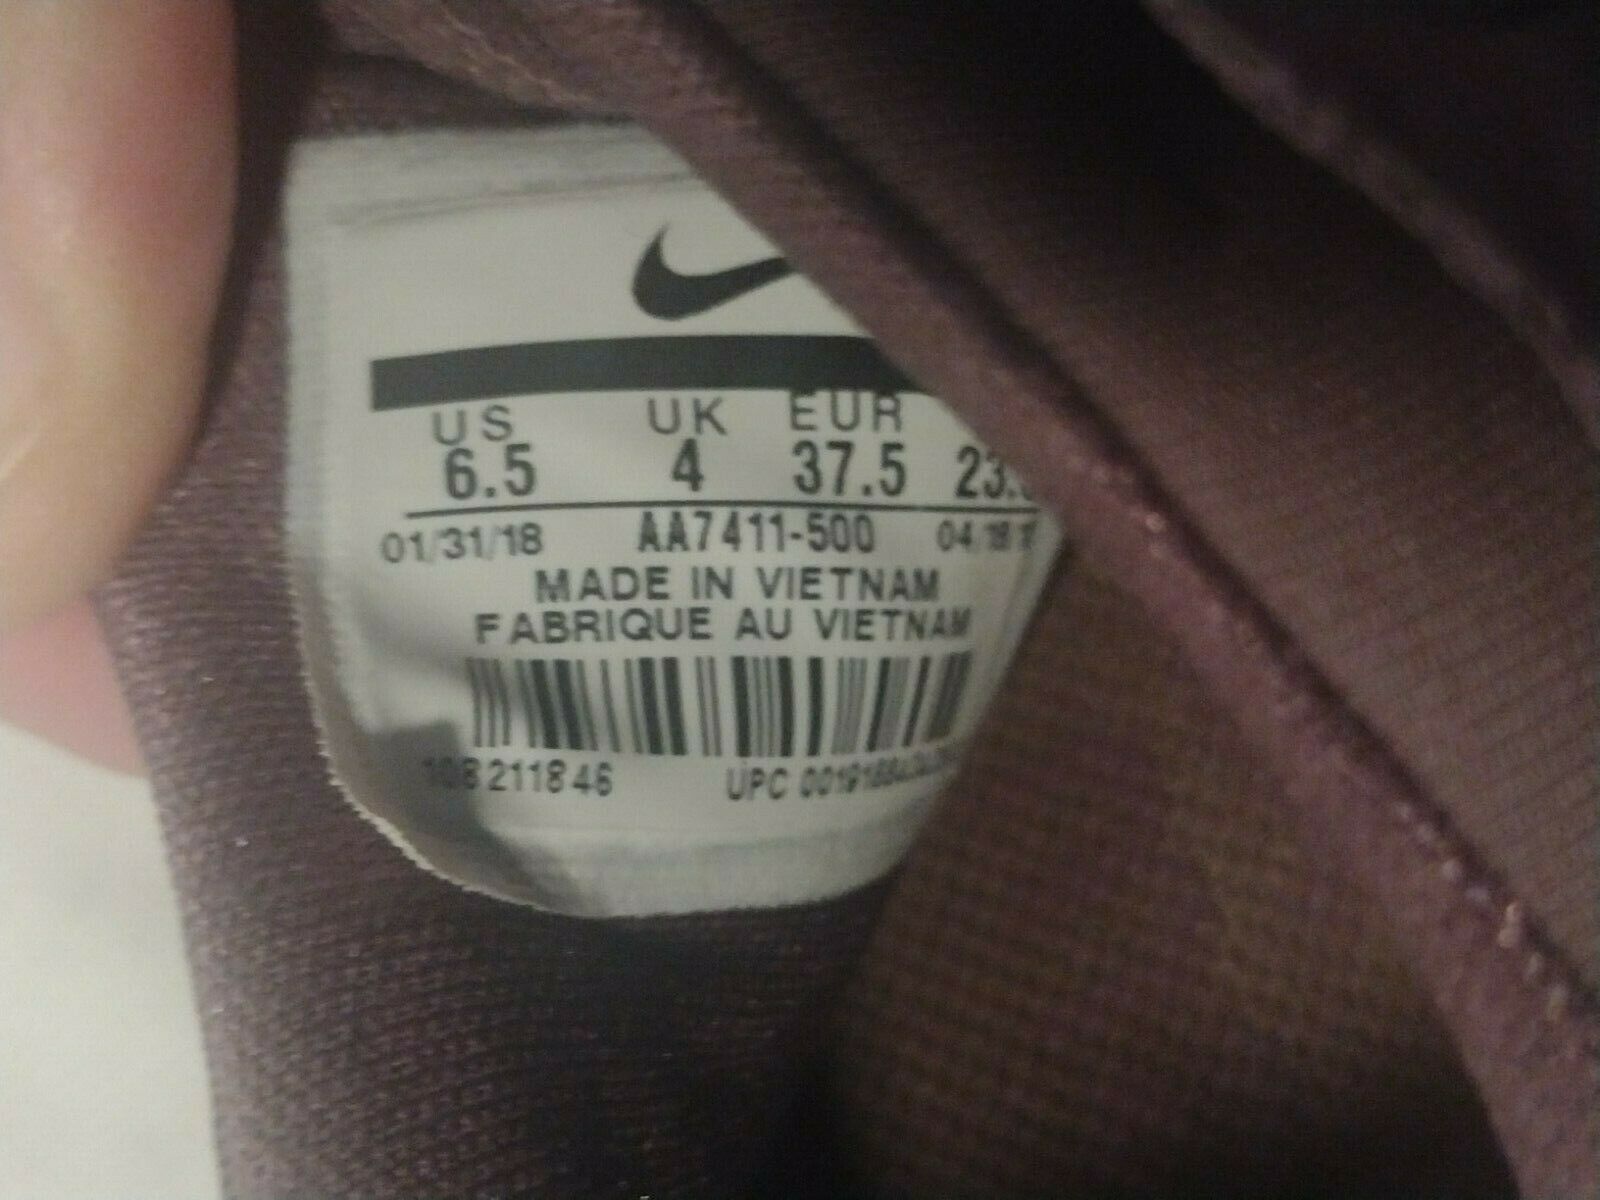 US UK EUR
6.5 4 37.5
01/31/18 AA7411-500
MADE IN VIETNAM
FABRIQUE AU VIETNAM
UPC